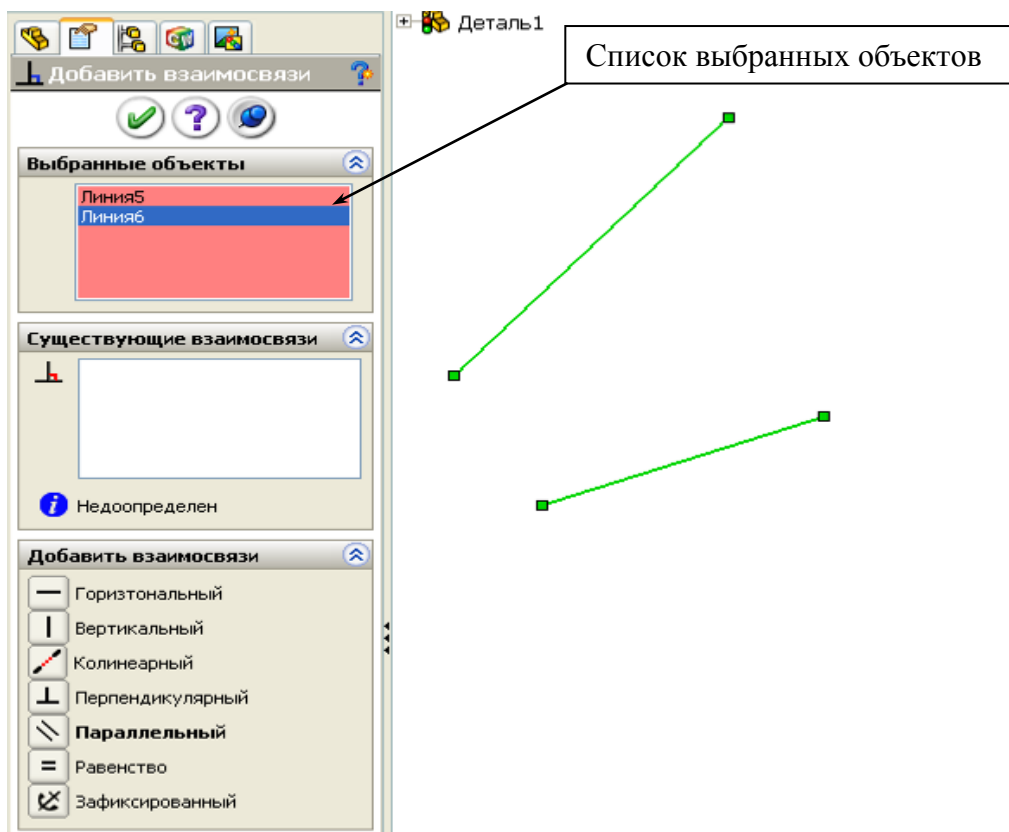 Деталь1
Список выбранных объектов
Добавить взаимосвязи
Выбранные объекты
Линия5
Линия6
Существующие взаимосвязи
Недоопределен
Добавить взаимосвязи
Горизтональный
Вертикальный
Колинеарный
Перпендикулярный
Параллельный
Равенство
Зафиксированный